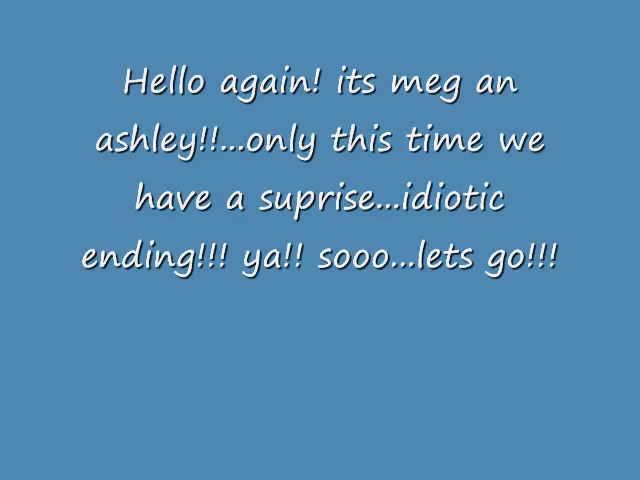 Hello again! its meg an
ashley!!...only this time we
have a suprise...idiotic
ending!!! ya!! sooo...lets go!!!